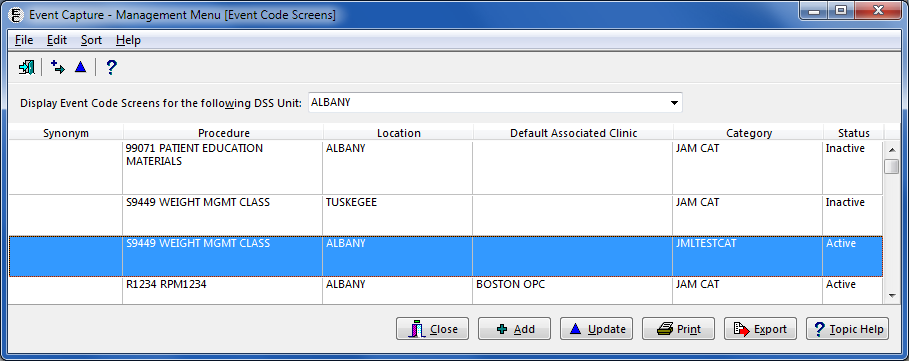 Event Capture - Management Menu [Event Code Screens]
File Edit Sort Help
Display Event Code Screens for the following DSS Unit: ALBANY
Synonym Procedure Location Default Associated Clinic Category Status
99071 PATIENT EDUCATION ALBANY JAM CAT Inactive
MATERIALS
S9449 WEIGHT MGMT CLASS TUSKEGEE JAM CAT Inactive
S9449 WEIGHT MGMT CLASS ALBANY JMLTESTCAT Active
R1234 RPM1234 ALBANY BOSTON OPC JAM CAT Active
Close Add Update Print Export ? Topic Help